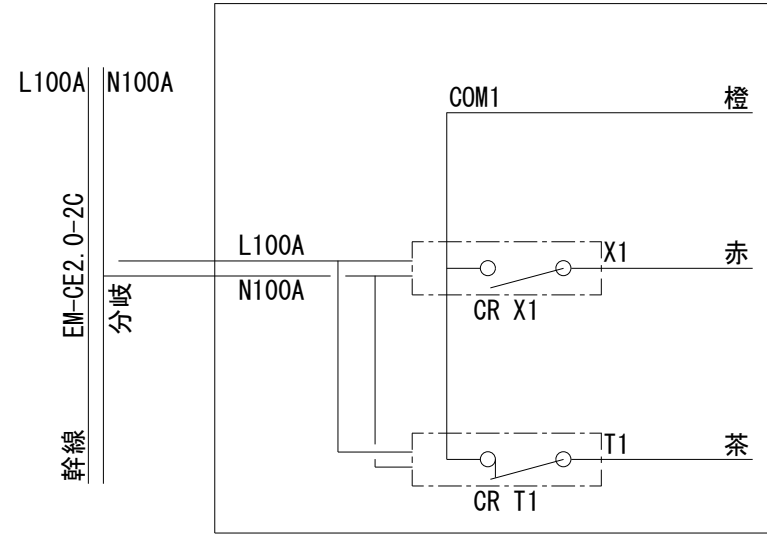 L100A
N100A
COM1
橙
EM-CE2.0-2C
L100A
X1
赤
分岐
N100A
CR X1
幹線
T1
茶
CR T1